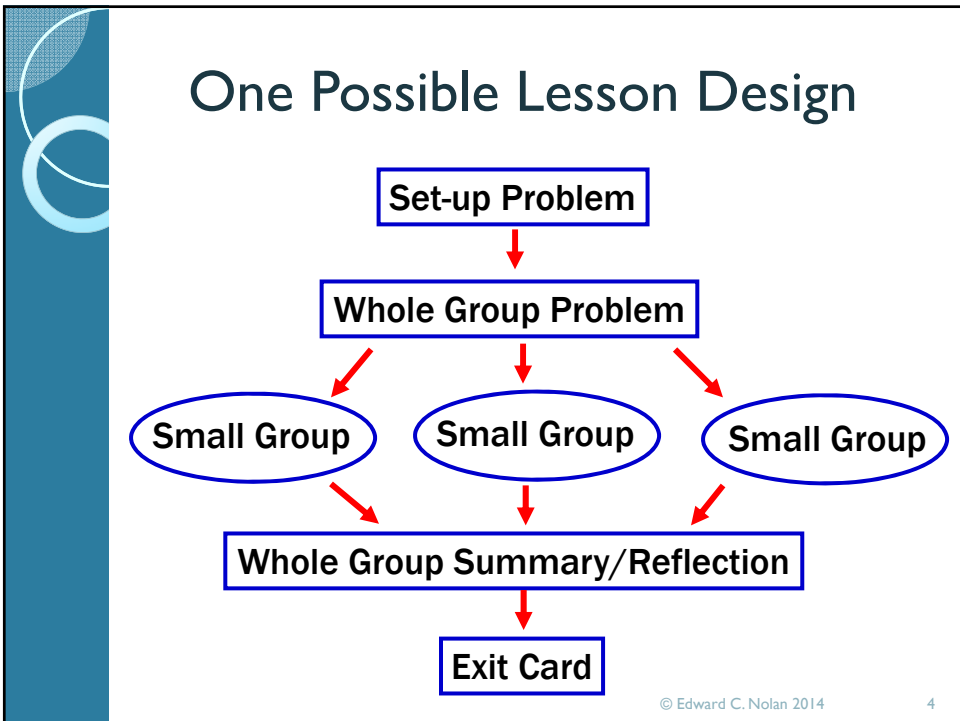 One Possible Lesson Design
Set-up Problem
Whole Group Problem
Small Group
Small Group
Small Group
Whole Group Summary/Reflection
Exit Card
© Edward C. Nolan 2014
4